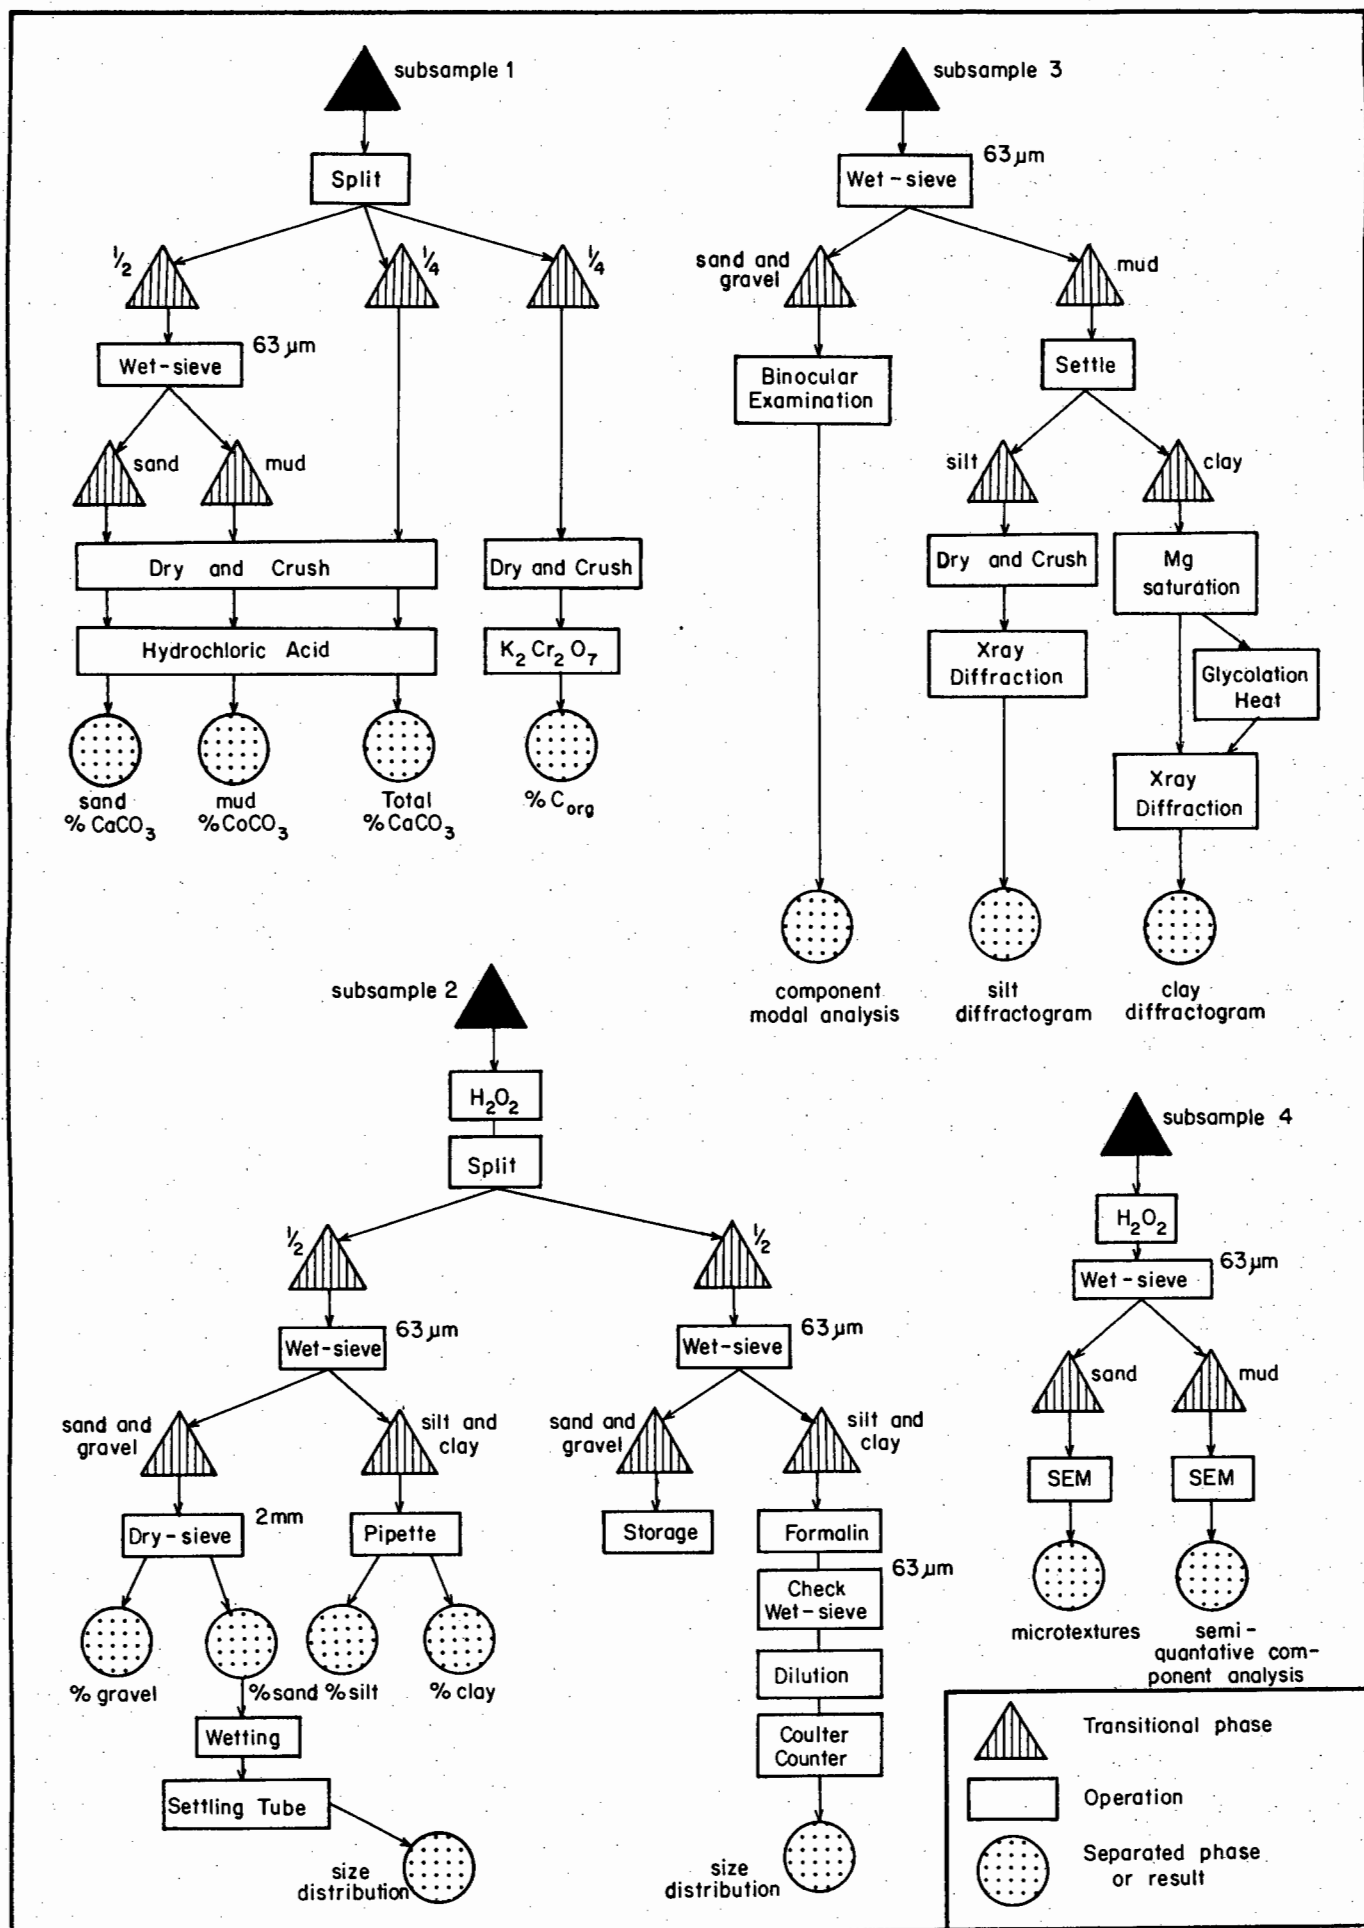 subsample 1
Split
1/2
1/4
1/4
Wet-sieve
63 µm
sand
mud
Dry and Crush
Dry and Crush
Hydrochloric Acid
K2 Cr2 O7
sand
% CaCO3
mud
% CoCO3
Total
% CaCO3
% Corg
subsample 3
Wet-sieve
63 µm
sand and
gravel
mud
Binocular
Examination
Settle
silt
clay
Dry and Crush
Mg
saturation
Xray
Diffraction
Glycolation
Heat
Xray
Diffraction
component
modal analysis
silt
diffractogram
clay
diffractogram
subsample 2
H2O2
Split
1/2
1/2
Wet-sieve
63 µm
Wet-sieve
63 µm
sand and
gravel
silt and
clay
sand and
gravel
silt and
clay
Dry-sieve
2mm
Pipette
Storage
Formalin
Check
Wet-sieve
63 µm
% gravel
% sand
% silt
% clay
Dilution
Wetting
Coulter
Counter
Settling Tube
size
distribution
size
distribution
subsample 4
H2O2
Wet-sieve
63 µm
sand
mud
SEM
SEM
microtextures
semi-
quantative com-
ponent analysis
Transitional phase
Operation
Separated phase
or result